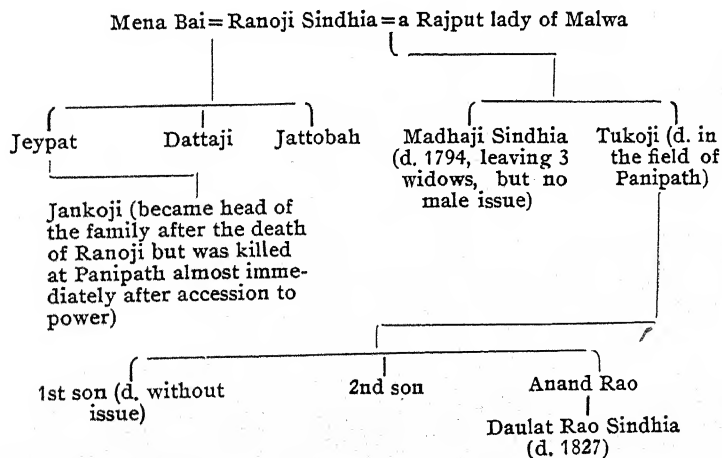 Mena Bai=Ranoji Sindhia=a Rajput lady of Malwa
Jeypat
Dattaji
Jattobah
Madhaji Sindhia
(d. 1794, leaving 3
widows, but no
male issue)
Tukoji (d. in
the field of
Panipath)
Jankoji (became head of
the family after the death
of Ranoji but was killed
at Panipath almost imme-
diately after accession to
power)
1st son (d. without
issue)
2nd son
Anand Rao
Daulat Rao Sindhia
(d. 1827)